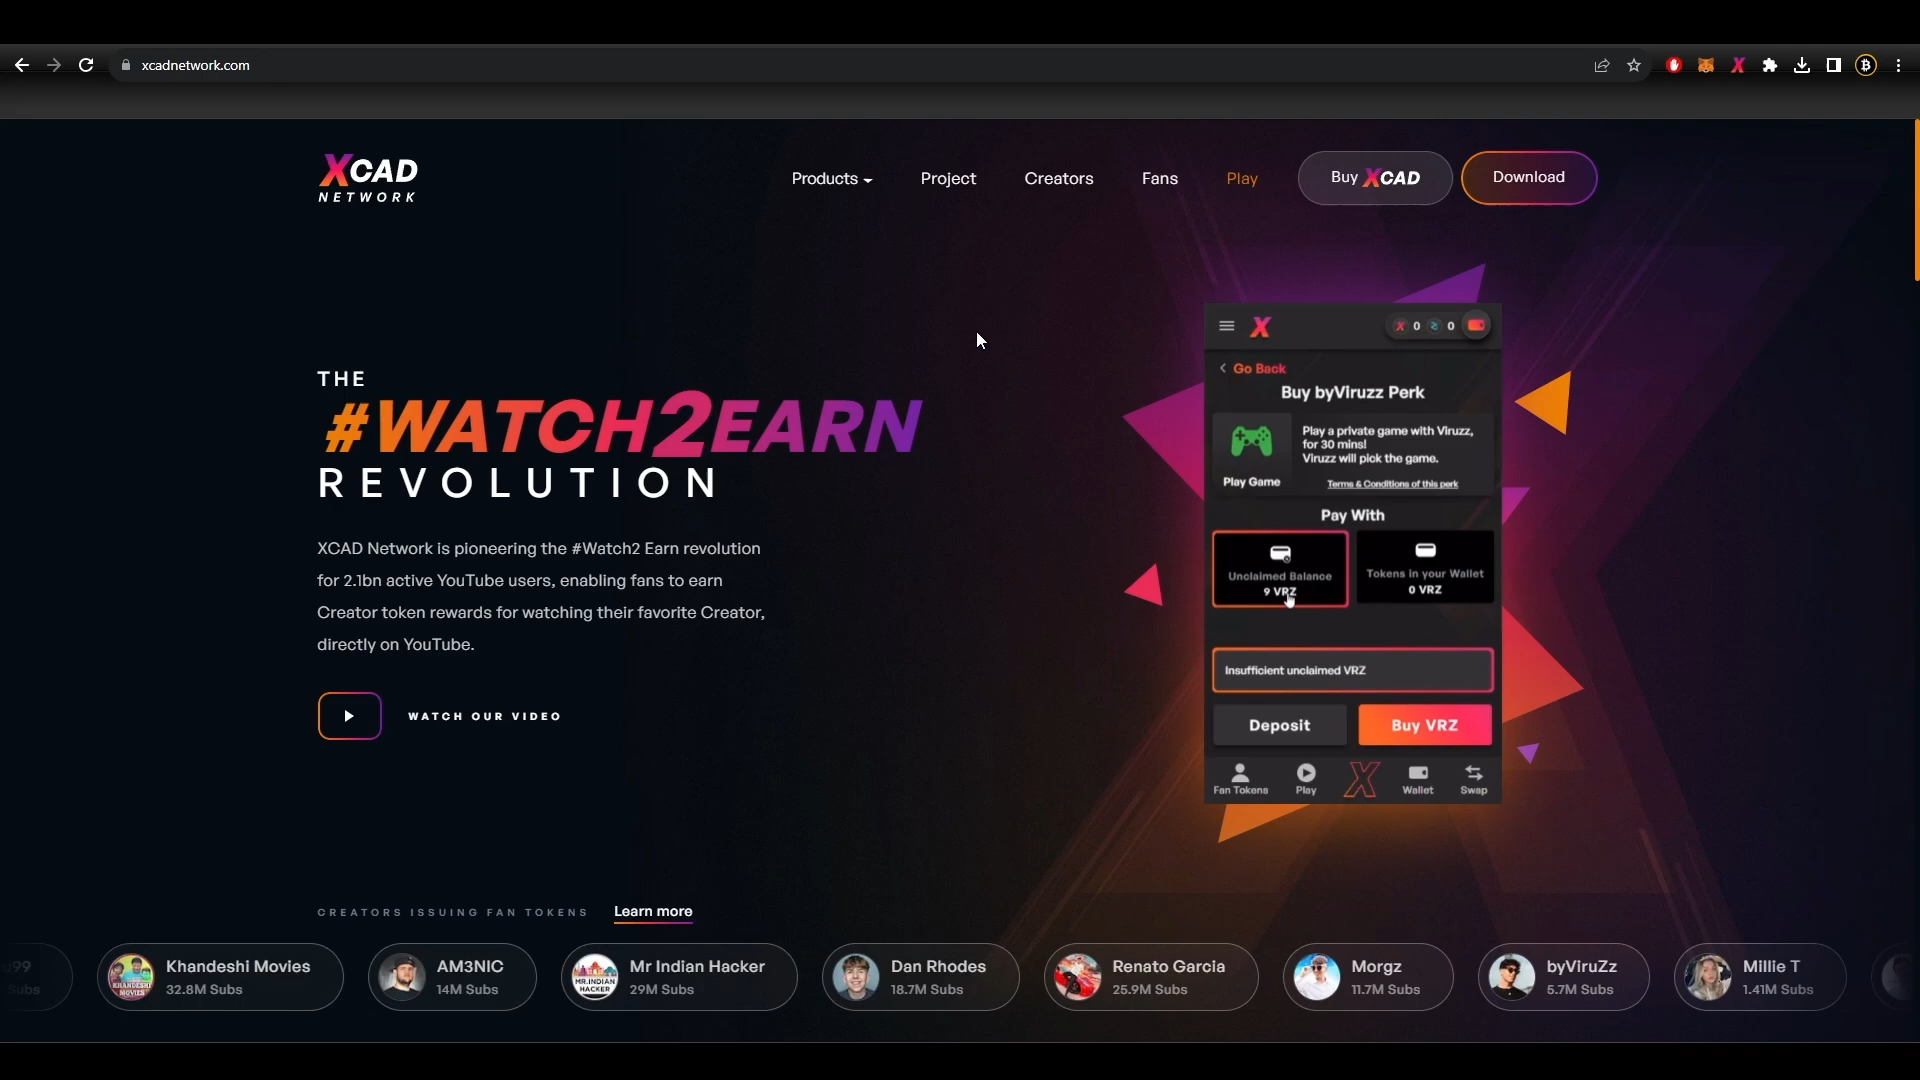 xcadnetwork.com
XCAD
NETWORK
Products
Project
Creators
Fans
Play
Buy XCAD
Download
THE
#WATCH2EARN
REVOLUTION
XCAD Network is pioneering the #Watch2 Earn revolution
for 2.1bn active YouTube users, enabling fans to earn
Creator token rewards for watching their favorite Creator,
directly on YouTube.
WATCH OUR VIDEO
X
X 0
0
Go Back
Buy byViruzz Perk
Play a private game with Viruzz,
for 30 mins!
Viruzz will pick the game.
Play Game
Terms & Conditions of this perk
Pay With
Unclaimed Balance
9 VRZ
Tokens in your Wallet
0 VRZ
Insufficient unclaimed VRZ
Deposit
Buy VRZ
Fan Tokens
Play
X
Wallet
Swap
CREATORS ISSUING FAN TOKENS
Learn more
99
Subs
Khandeshi Movies
32.8M Subs
AM3NIC
14M Subs
MR.INDIAN
HACKER
Mr Indian Hacker
29M Subs
Dan Rhodes
18.7M Subs
Renato Garcia
25.9M Subs
Morgz
11.7M Subs
byViruZz
5.7M Subs
Millie T
1.41M Subs